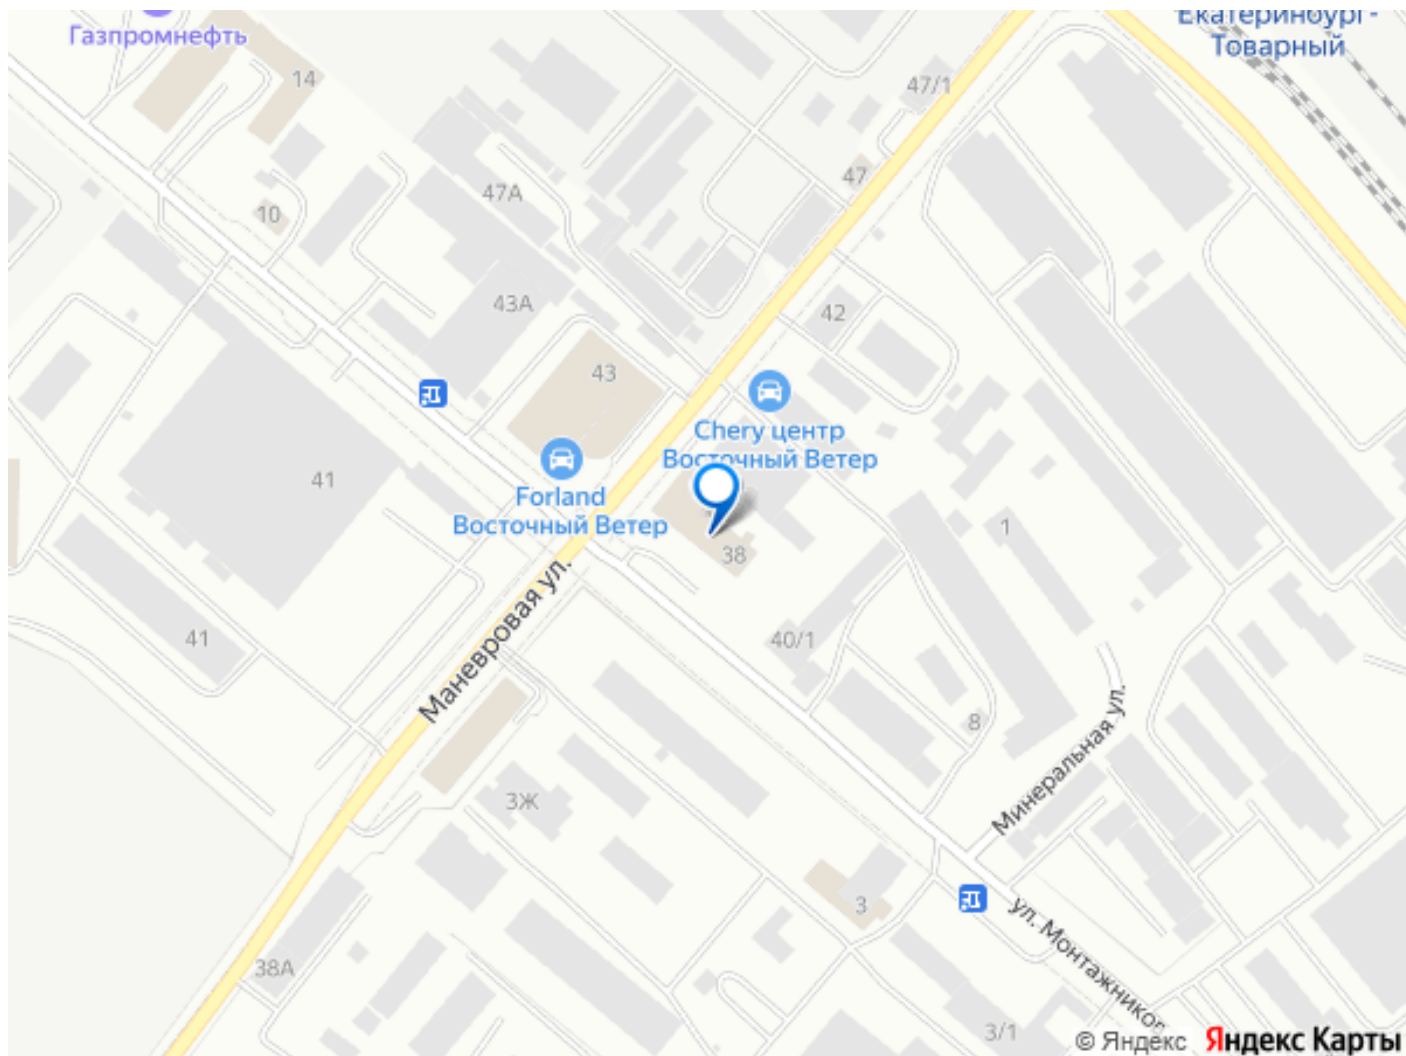 Газпромнефть
Екатеринбург -
Товарный
14
47/1
47
47А
10
43А
42
43
Chery центр
Восточный Ветер
41
Forland
Восточный Ветер
1
38
41
40/1
Маневровая ул.
8
Минеральная ул.
3Ж
3
ул. Монтажников
38А
3/1
© Яндекс Яндекс Карты